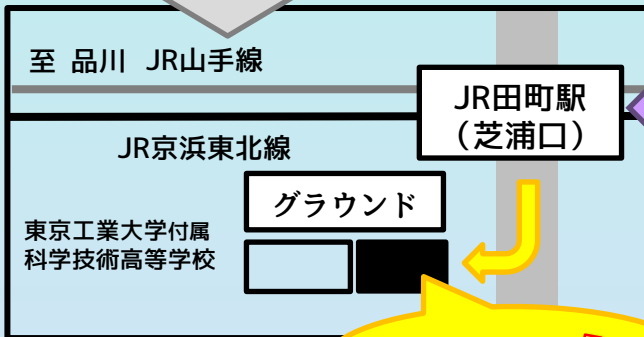 至 品川 JR山手線
JR田町駅
（芝浦口）
JR京浜東北線
グラウンド
東京工業大学付属
科学技術高等学校